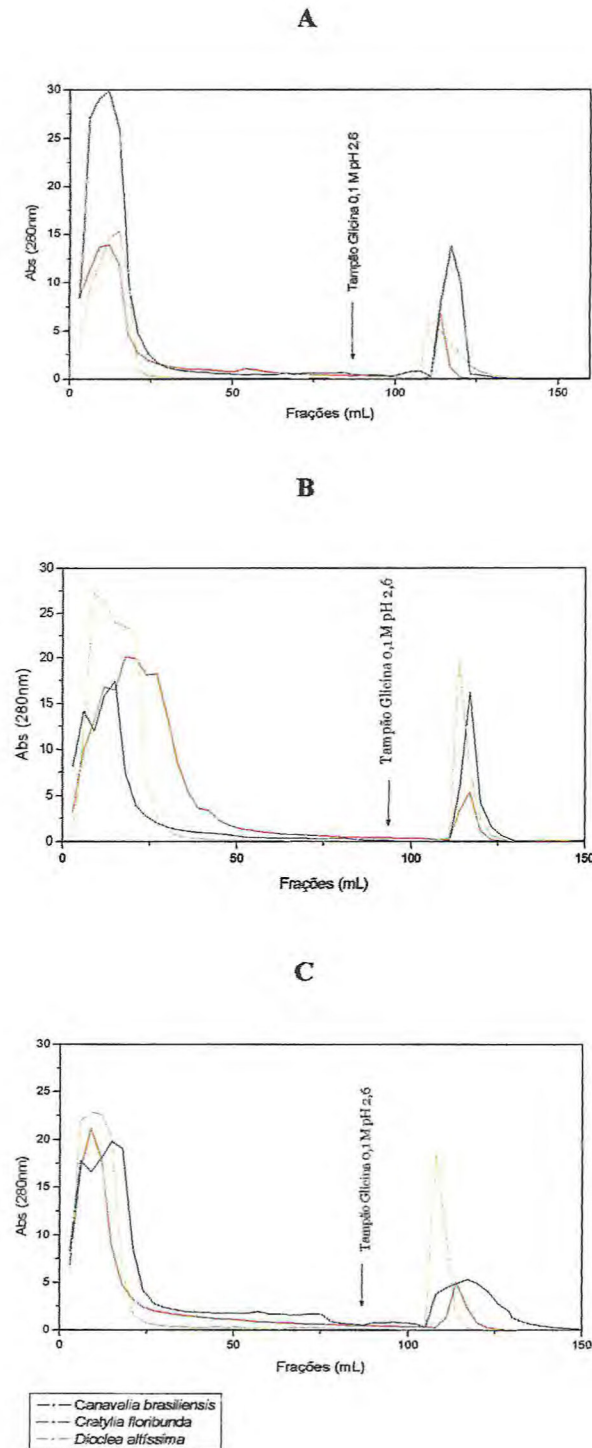 A
Abs (280nm)
30
25
20
15
10
5
0
Tampão Glicina 0,1 M pH 2,6
0 50 100 150
Frações (mL)
B
Abs (280nm)
30
25
20
15
10
5
0
Tampão Glicina 0,1 M pH 2,6
0 50 100 150
Frações (mL)
C
Abs (280nm)
30
25
20
15
10
5
0
Tampão Glicina 0,1 M pH 2,6
0 50 100 150
Frações (mL)
Canavalia brasiliensis
Cratylia floribunda
Dioclea altíssima